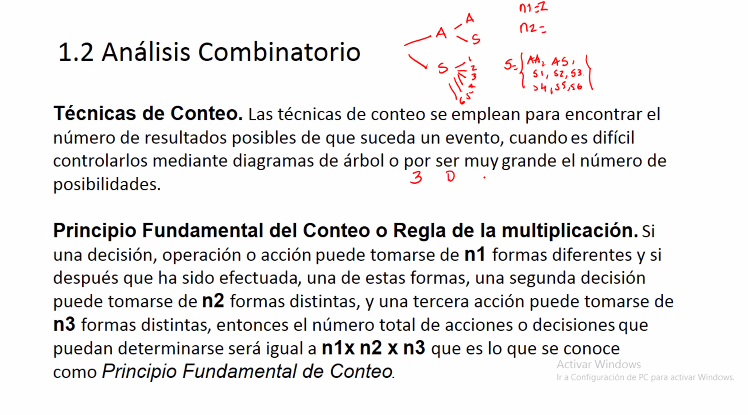 1.2 Análisis Combinatorio
A
A
S
S
1
2
3
4
5
6
n1=2
n2=
S={AA, AS,
S1, S2, S3
S4, S5, S6}
Técnicas de Conteo. Las técnicas de conteo se emplean para encontrar el
número de resultados posibles de que suceda un evento, cuando es difícil
controlarlos mediante diagramas de árbol o por ser muy grande el número de
posibilidades.
3 0
Principio Fundamental del Conteo o Regla de la multiplicación. Si
una decisión, operación o acción puede tomarse de n1 formas diferentes y si
después que ha sido efectuada, una de estas formas, una segunda decisión
puede tomarse de n2 formas distintas, y una tercera acción puede tomarse de
n3 formas distintas, entonces el número total de acciones o decisiones que
puedan determinarse será igual a n1x n2 x n3 que es lo que se conoce
como Principio Fundamental de Conteo.
Activar Windows
Ir a Configuración de PC para activar Windows.